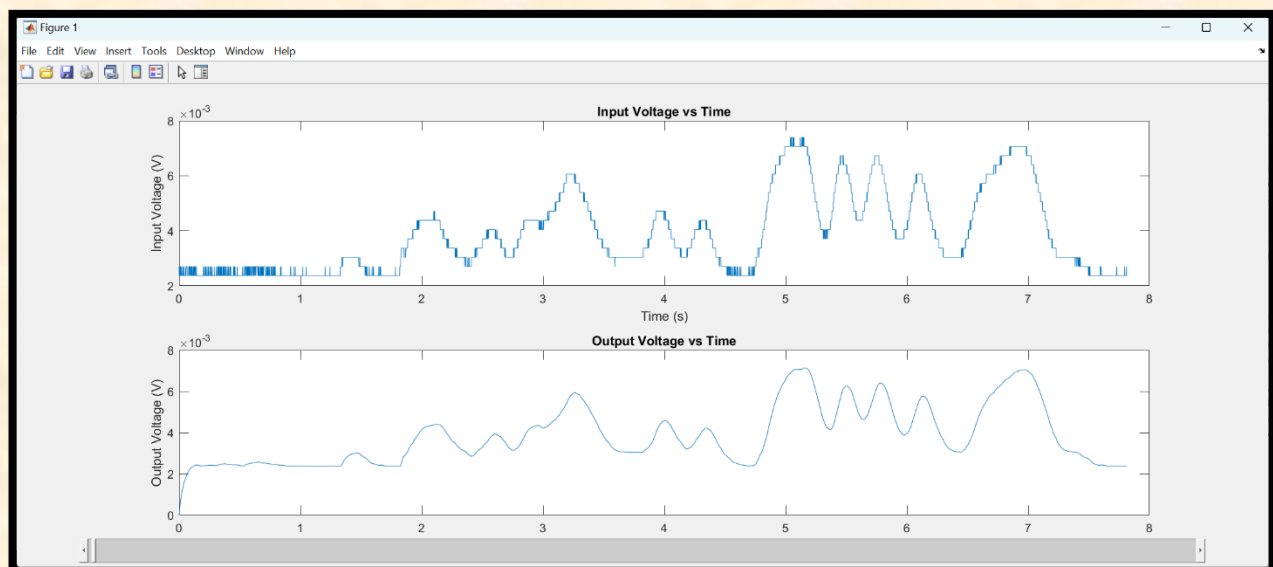 Figure 1
File Edit View Insert Tools Desktop Window Help
Input Voltage vs Time
×10⁻³
8
6
4
2
Input Voltage (V)
0 1 2 3 4 5 6 7 8
Time (s)
Output Voltage vs Time
×10⁻³
8
6
4
2
0
Output Voltage (V)
0 1 2 3 4 5 6 7 8